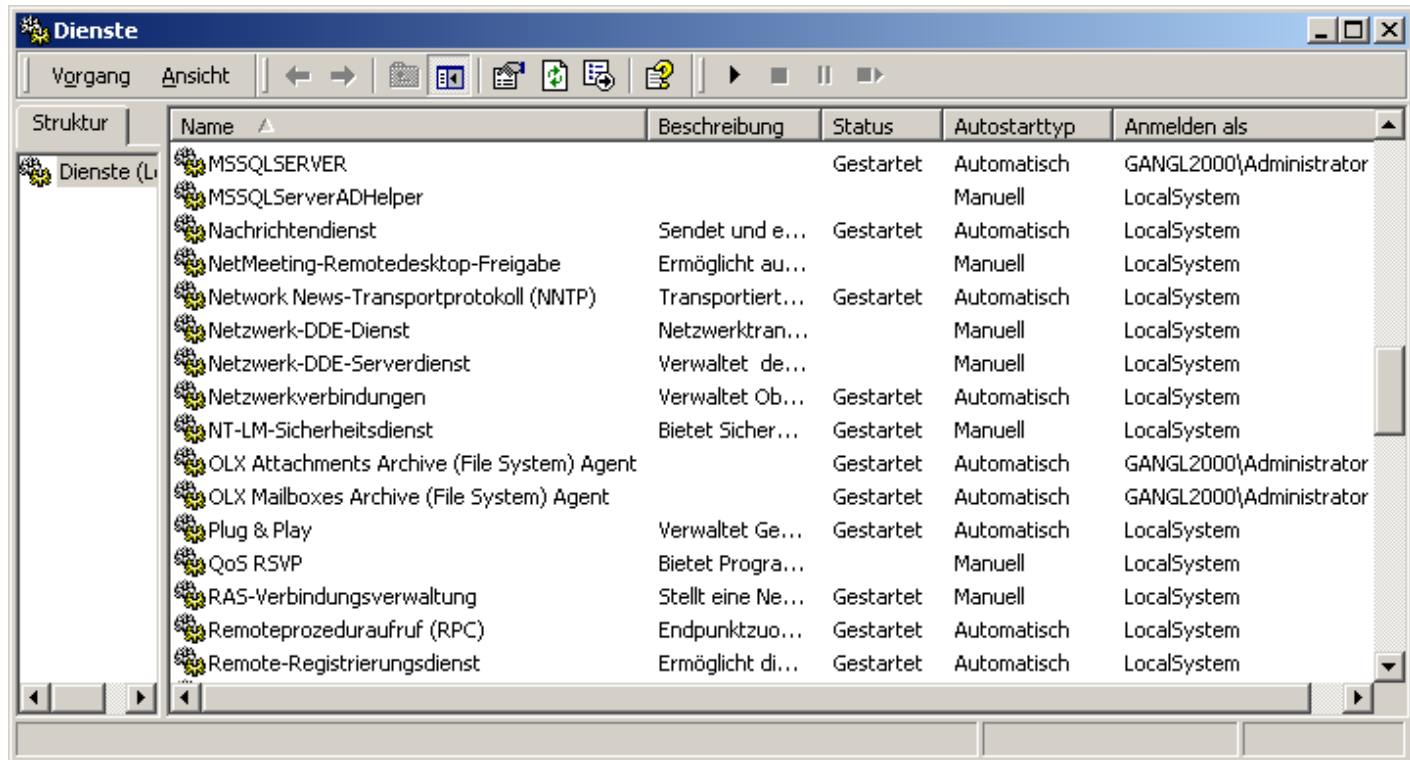 Dienste
Vorgang Ansicht
Struktur Name Beschreibung Status Autostarttyp Anmelden als
Dienste (L
MSSQLSERVER Gestartet Automatisch GANGL2000\Administrator
MSSQLServerADHelper Manuell LocalSystem
Nachrichtendienst Sendet und e... Gestartet Automatisch LocalSystem
NetMeeting-Remotedesktop-Freigabe Ermöglicht au... Manuell LocalSystem
Network News-Transportprotokoll (NNTP) Transportiert... Gestartet Automatisch LocalSystem
Netzwerk-DDE-Dienst Netzwerktran... Manuell LocalSystem
Netzwerk-DDE-Serverdienst Verwaltet de... Manuell LocalSystem
Netzwerkverbindungen Verwaltet Ob... Gestartet Automatisch LocalSystem
NT-LM-Sicherheitsdienst Bietet Sicher... Gestartet Manuell LocalSystem
OLX Attachments Archive (File System) Agent Gestartet Automatisch GANGL2000\Administrator
OLX Mailboxes Archive (File System) Agent Gestartet Automatisch GANGL2000\Administrator
Plug & Play Verwaltet Ge... Gestartet Automatisch LocalSystem
QoS RSVP Bietet Progra... Manuell LocalSystem
RAS-Verbindungsverwaltung Stellt eine Ne... Gestartet Manuell LocalSystem
Remoteprozeduraufruf (RPC) Endpunktzuo... Gestartet Automatisch LocalSystem
Remote-Registrierungsdienst Ermöglicht di... Gestartet Automatisch LocalSystem